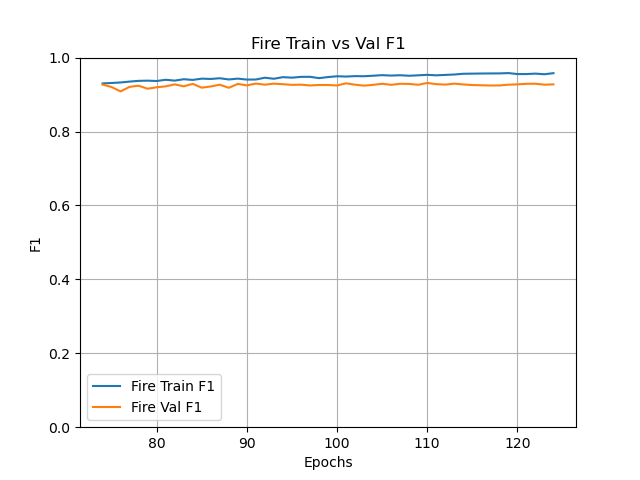 Fire Train vs Val F1
1.0
0.8
0.6
0.4
0.2
0.0
F1
Fire Train F1
Fire Val F1
80 90 100 110 120
Epochs